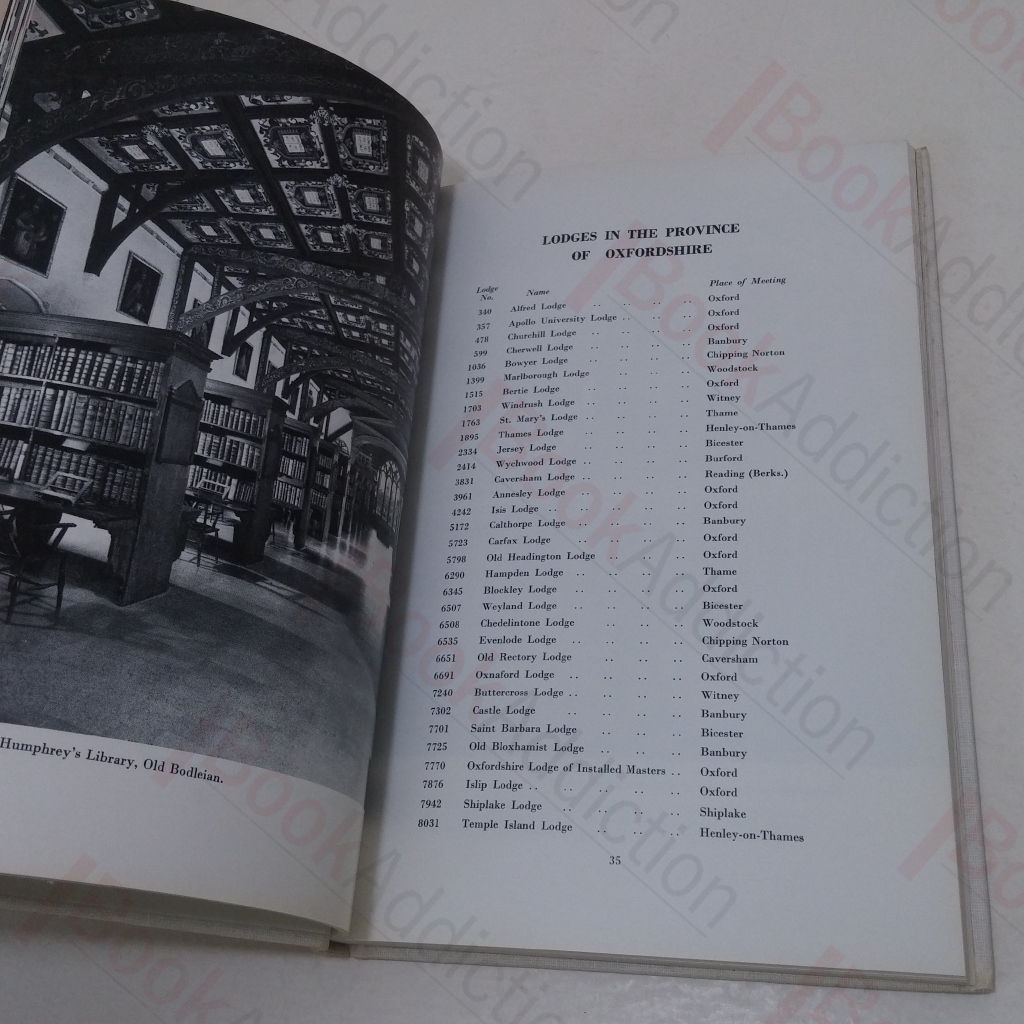 Humphrey's Library, Old Bodleian.
LODGES IN THE PROVINCE
OF OXFORDSHIRE
Lodge No. Name Place of Meeting
340 Alfred Lodge .. .. .. .. Oxford
357 Apollo University Lodge .. .. .. Oxford
478 Churchill Lodge .. .. .. .. Oxford
599 Cherwell Lodge .. .. .. .. Banbury
1036 Bowyer Lodge .. .. .. .. Chipping Norton
1399 Marlborough Lodge .. .. .. Woodstock
1515 Bertie Lodge .. .. .. .. Oxford
1703 Windrush Lodge .. .. .. .. Witney
1763 St. Mary's Lodge .. .. .. .. Thame
1895 Thames Lodge .. .. .. .. Henley-on-Thames
2334 Jersey Lodge .. .. .. .. Bicester
2414 Wychwood Lodge .. .. .. .. Burford
3831 Caversham Lodge .. .. .. .. Reading (Berks.)
3961 Annesley Lodge .. .. .. .. Oxford
4242 Isis Lodge .. .. .. .. .. Oxford
5172 Calthorpe Lodge .. .. .. .. Banbury
5723 Carfax Lodge .. .. .. .. Oxford
5798 Old Headington Lodge .. .. .. Oxford
6290 Hampden Lodge .. .. .. .. Thame
6345 Blockley Lodge .. .. .. .. Oxford
6507 Weyland Lodge .. .. .. .. Bicester
6508 Chedelintone Lodge .. .. .. Woodstock
6535 Evenlode Lodge .. .. .. .. Chipping Norton
6651 Old Rectory Lodge .. .. .. Caversham
6691 Oxnaford Lodge .. .. .. .. Oxford
7240 Buttercross Lodge .. .. .. .. Witney
7302 Castle Lodge .. .. .. .. Banbury
7701 Saint Barbara Lodge .. .. .. Bicester
7725 Old Bloxhamist Lodge .. .. .. Banbury
7770 Oxfordshire Lodge of Installed Masters .. Oxford
7876 Islip Lodge .. .. .. .. .. Oxford
7942 Shiplake Lodge .. .. .. .. Shiplake
8031 Temple Island Lodge .. .. .. Henley-on-Thames
35
BookAddiction